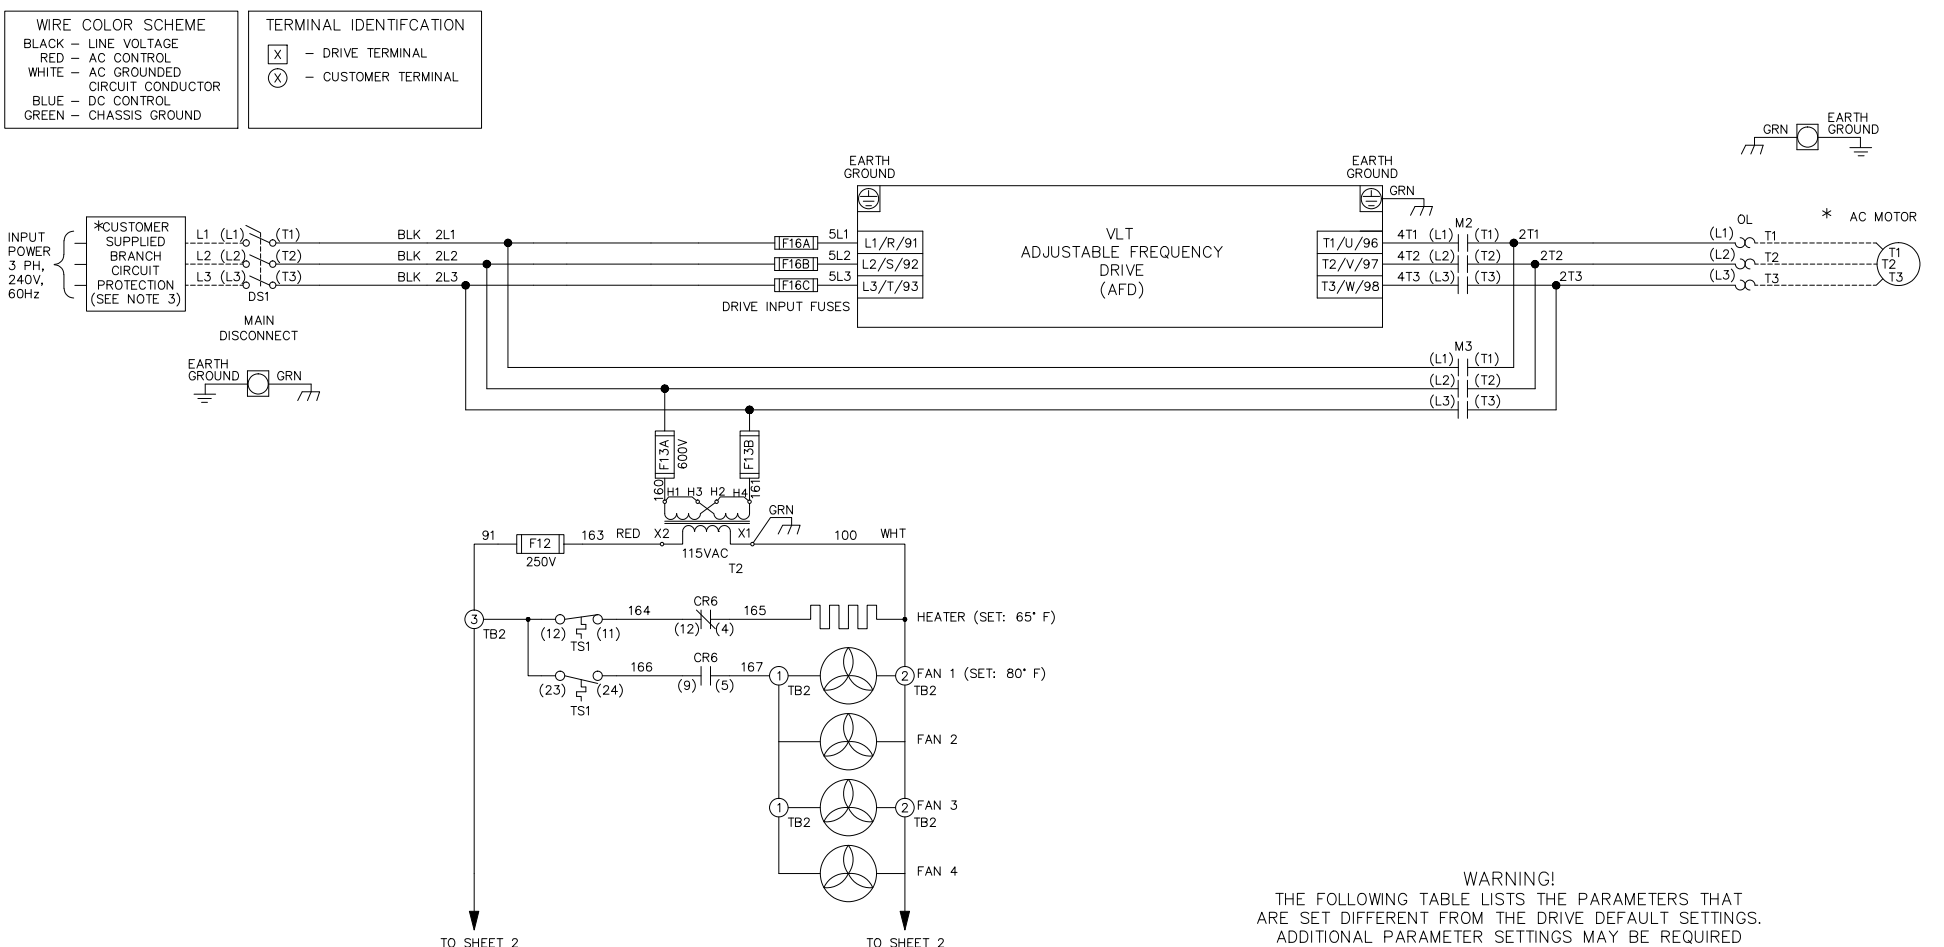 WIRE COLOR SCHEME
BLACK – LINE VOLTAGE
RED – AC CONTROL
WHITE – AC GROUNDED
CIRCUIT CONDUCTOR
BLUE – DC CONTROL
GREEN – CHASSIS GROUND
TERMINAL IDENTIFCATION
X – DRIVE TERMINAL
X – CUSTOMER TERMINAL
GRN
EARTH
GROUND
INPUT
POWER
3 PH,
240V,
60Hz
*CUSTOMER
SUPPLIED
BRANCH
CIRCUIT
PROTECTION
(SEE NOTE 3)
L1 (L1) (T1) BLK 2L1
L2 (L2) (T2) BLK 2L2
L3 (L3) (T3) BLK 2L3
DS1
MAIN
DISCONNECT
EARTH
GROUND
GRN
F16A 5L1
F16B 5L2
F16C 5L3
DRIVE INPUT FUSES
EARTH
GROUND
L1/R/91
L2/S/92
L3/T/93
VLT
ADJUSTABLE FREQUENCY
DRIVE
(AFD)
EARTH
GROUND
GRN
T1/U/96
T2/V/97
T3/W/98
M2
4T1 (L1) (T1) 2T1
4T2 (L2) (T2) 2T2
4T3 (L3) (T3) 2T3
OL
(L1) T1
(L2) T2
(L3) T3
* AC MOTOR
T1
T2
T3
M3
(L1) (T1)
(L2) (T2)
(L3) (T3)
F13A
600V
F13B
160
161
H1 H3 H2 H4
GRN
91 F12 163 RED X2 X1 100 WHT
250V
115VAC
T2
3
TB2
(12) (11)
TS1
164
CR6
(12) (4)
165
HEATER (SET: 65° F)
(23) (24)
TS1
166
CR6
(9) (5)
167
1
TB2
2
TB2
FAN 1 (SET: 80° F)
FAN 2
1
TB2
2
TB2
FAN 3
FAN 4
TO SHEET 2
TO SHEET 2
WARNING!
THE FOLLOWING TABLE LISTS THE PARAMETERS THAT
ARE SET DIFFERENT FROM THE DRIVE DEFAULT SETTINGS.
ADDITIONAL PARAMETER SETTINGS MAY BE REQUIRED